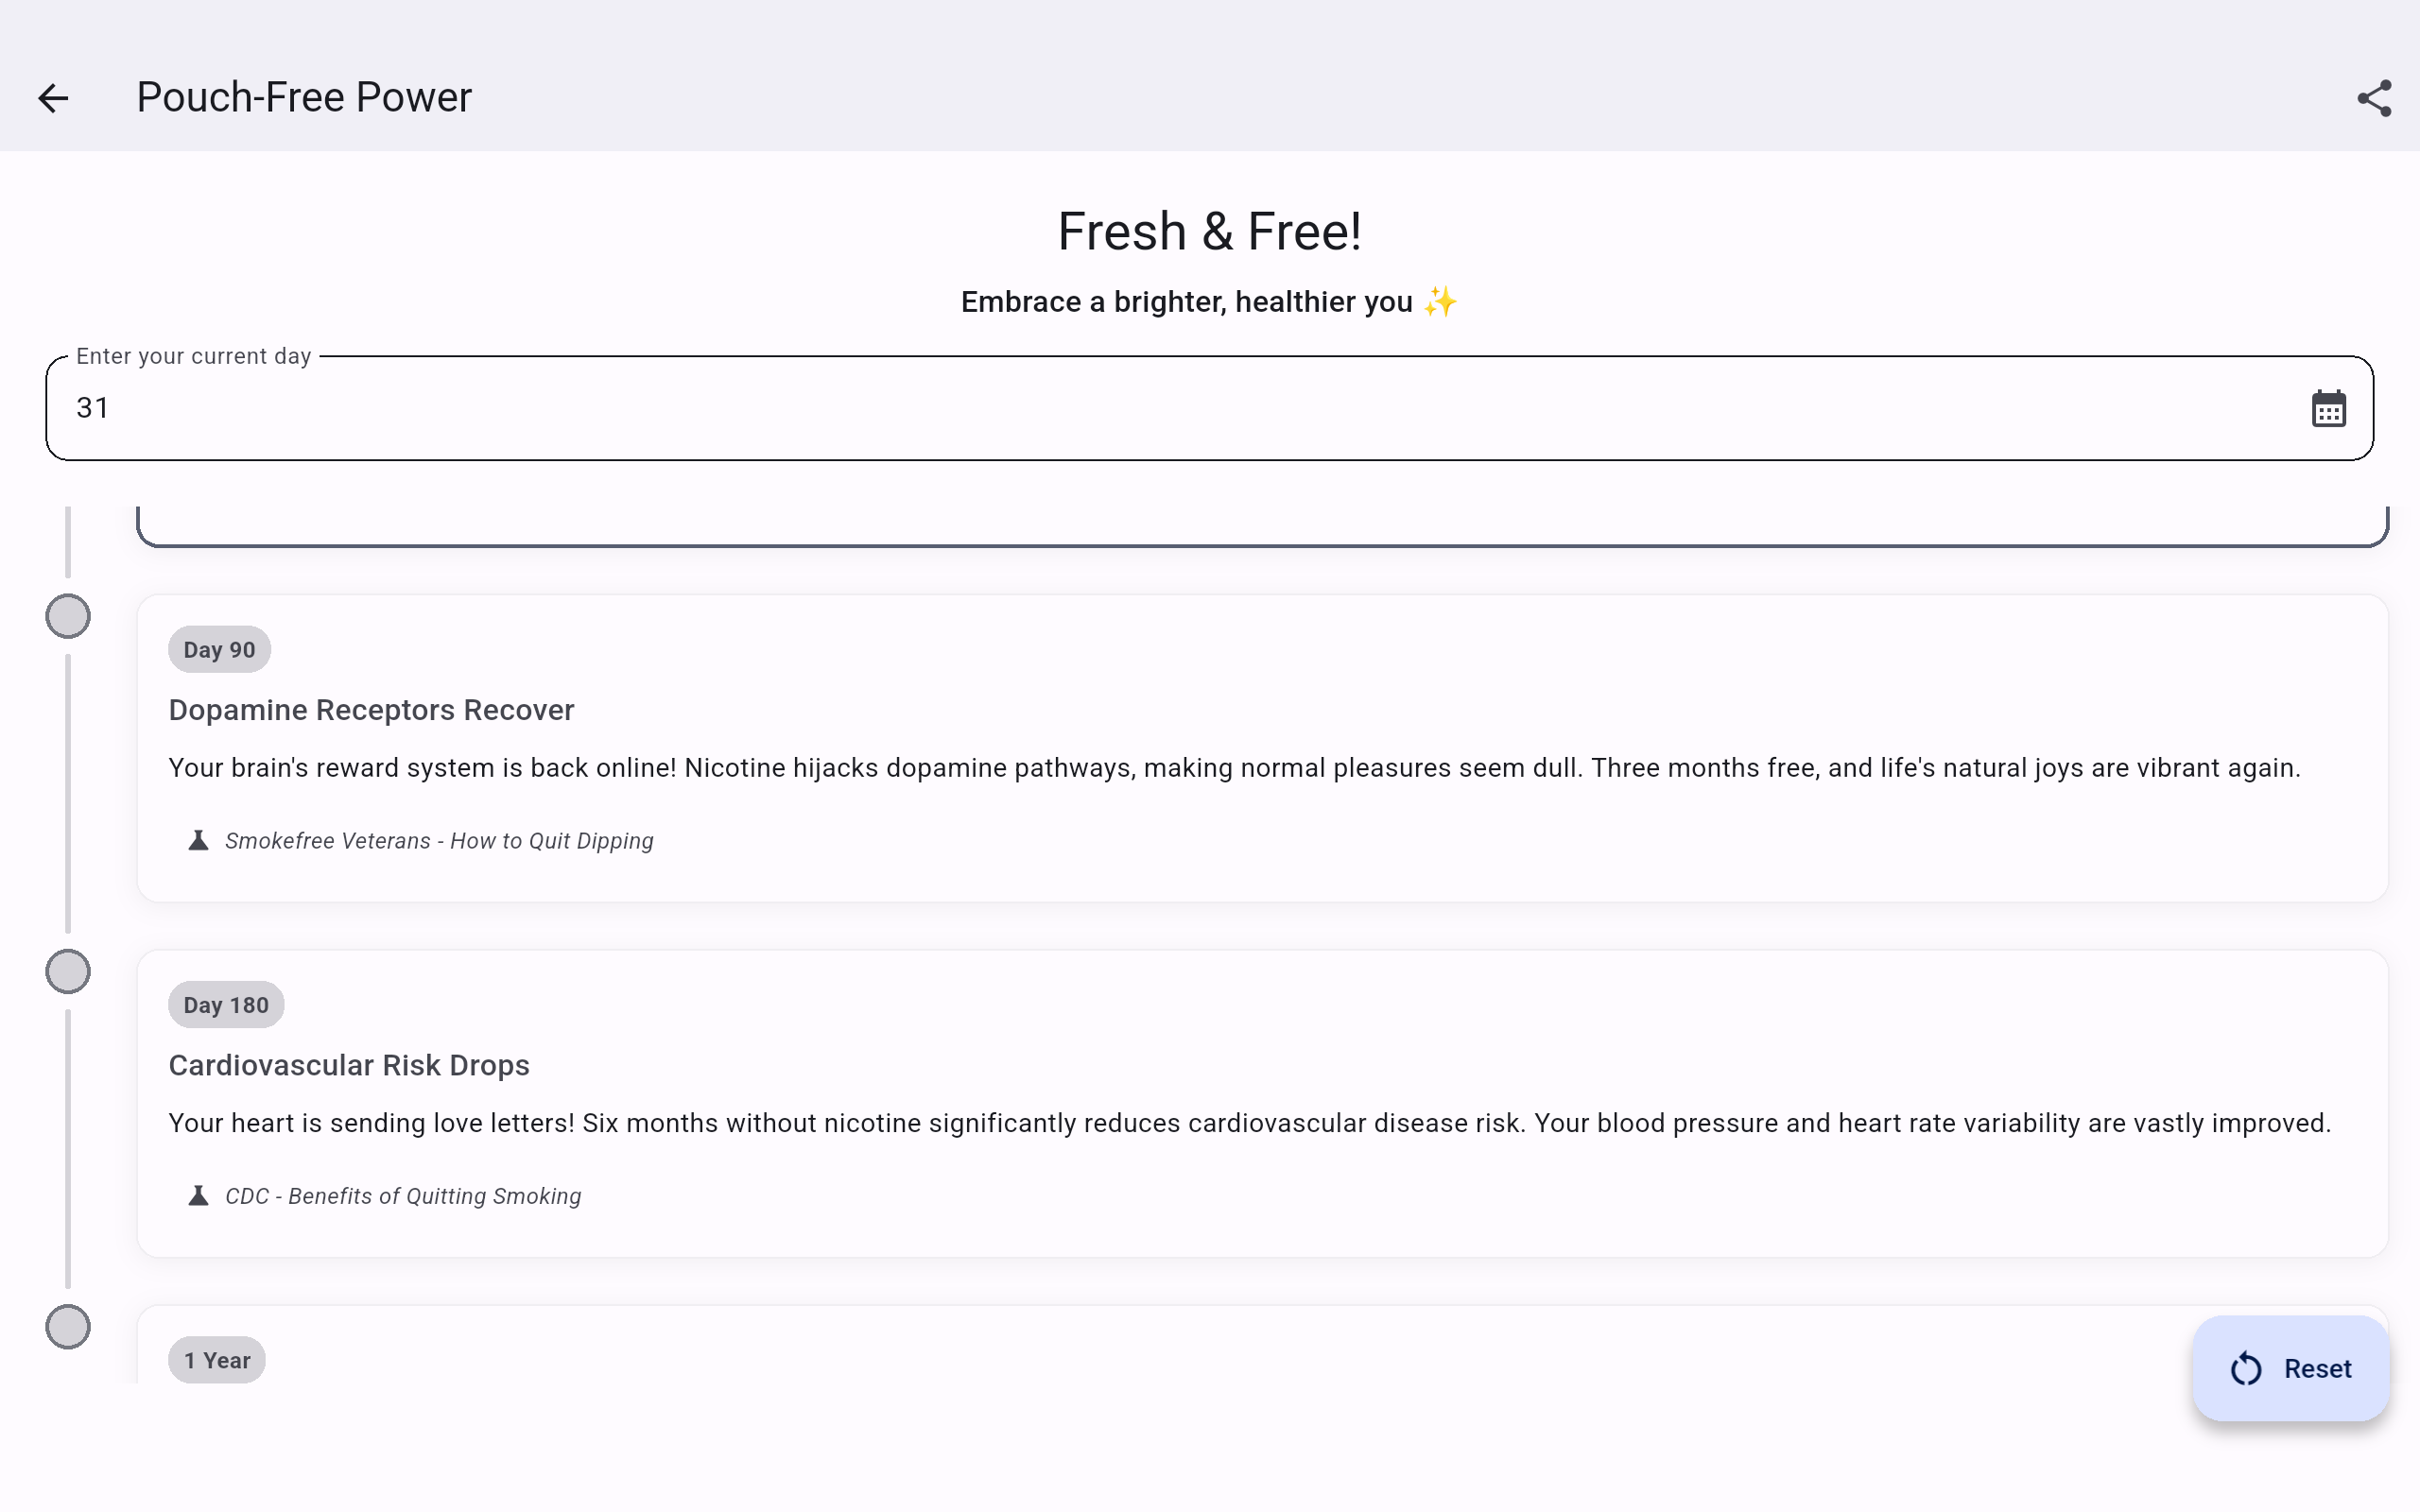 Pouch-Free Power
Fresh & Free!
Embrace a brighter, healthier you ✨
Enter your current day
31
Day 90
Dopamine Receptors Recover
Your brain's reward system is back online! Nicotine hijacks dopamine pathways, making normal pleasures seem dull. Three months free, and life's natural joys are vibrant again.
Smokefree Veterans - How to Quit Dipping
Day 180
Cardiovascular Risk Drops
Your heart is sending love letters! Six months without nicotine significantly reduces cardiovascular disease risk. Your blood pressure and heart rate variability are vastly improved.
CDC - Benefits of Quitting Smoking
1 Year
Reset